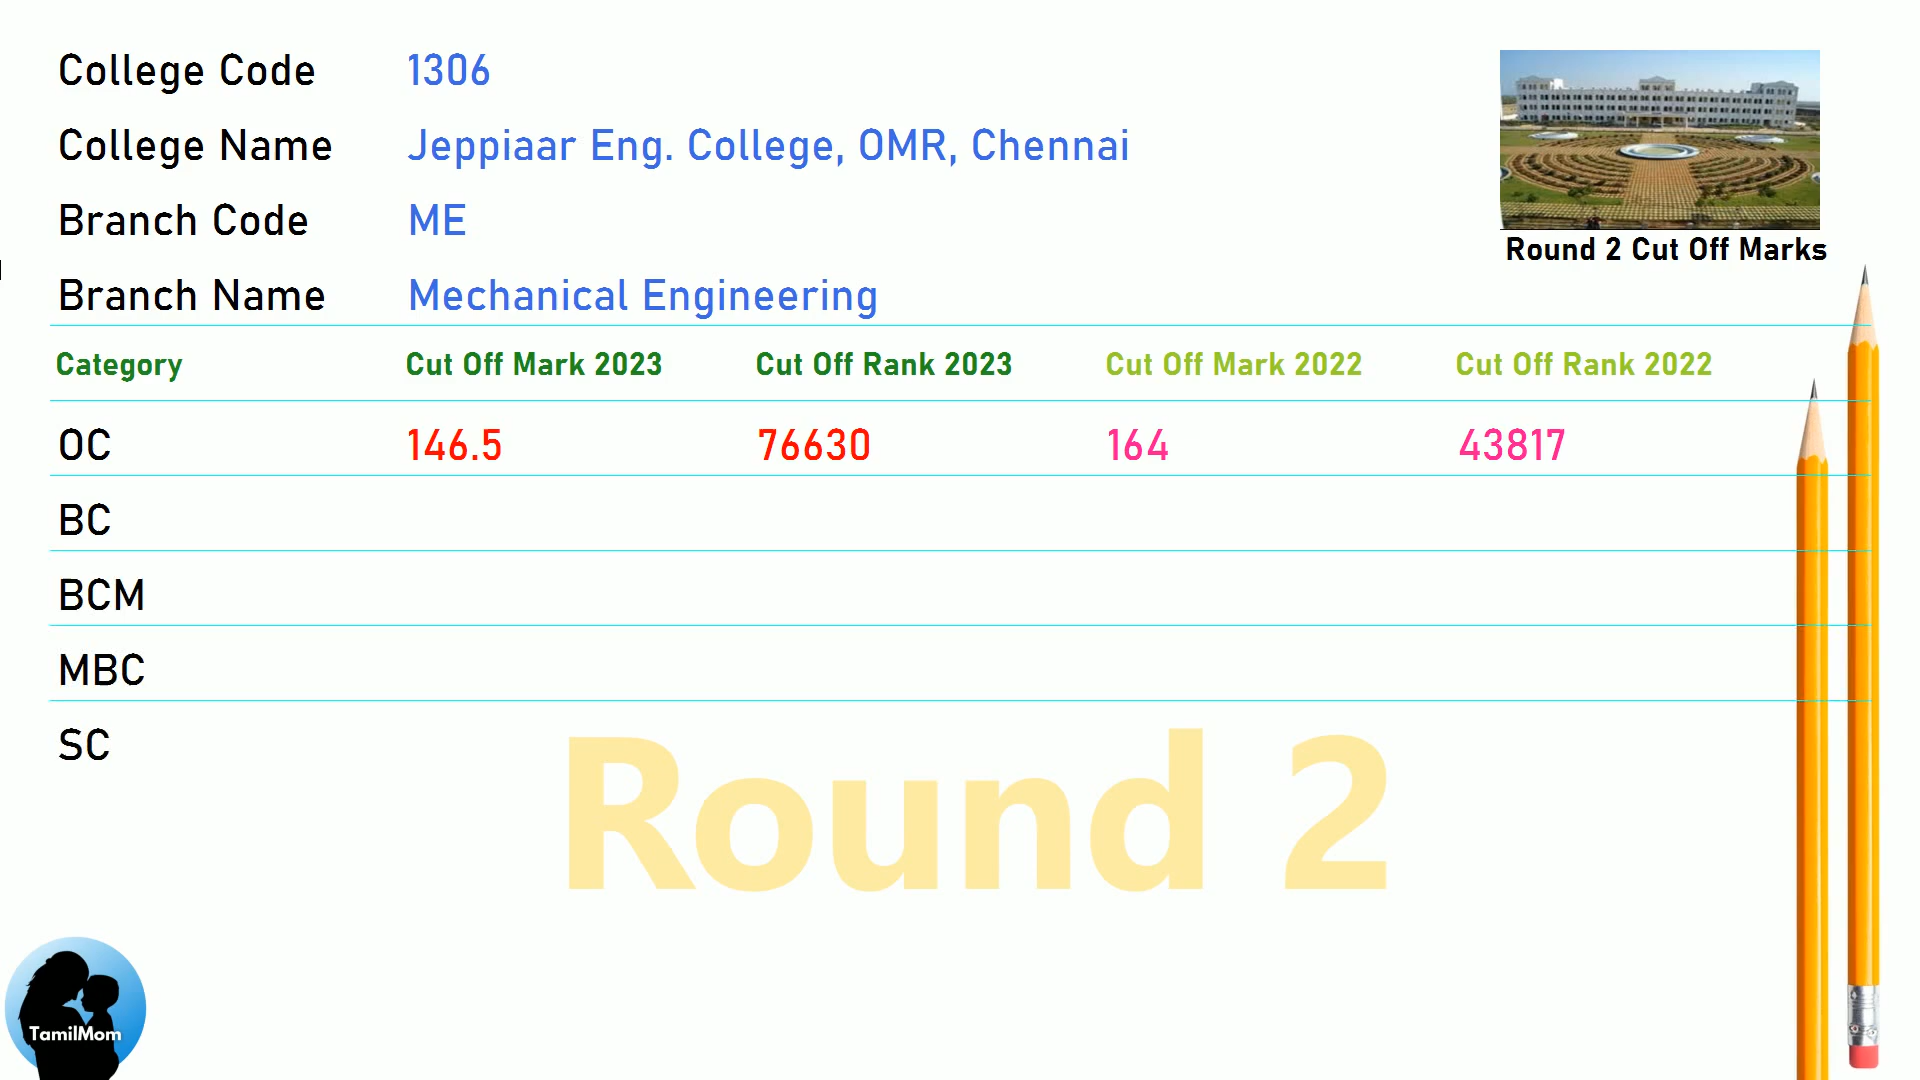 College Code 1306
College Name Jeppiaar Eng. College, OMR, Chennai
Branch Code ME
Branch Name Mechanical Engineering
Round 2 Cut Off Marks
Category Cut Off Mark 2023 Cut Off Rank 2023 Cut Off Mark 2022 Cut Off Rank 2022
OC 146.5 76630 164 43817
BC
BCM
MBC
SC
Round 2
TamilMom